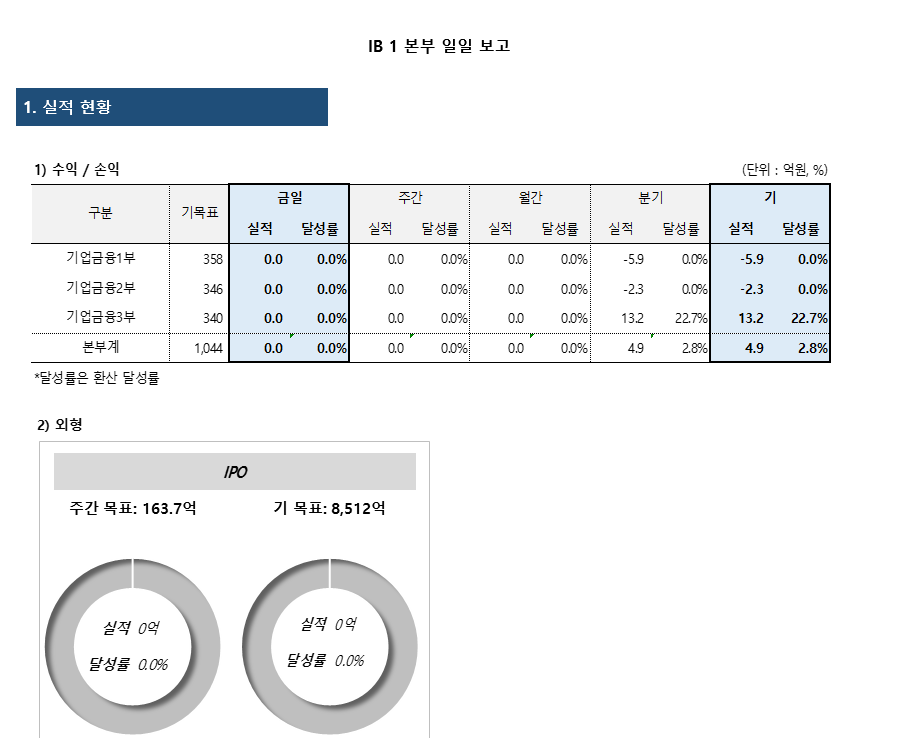 IB 1 본부 일일 보고
1. 실적 현황
1) 수익 / 손익
(단위 : 억원, %)
구분 기목표 금일 주간 월간 분기 기
실적 달성률 실적 달성률 실적 달성률 실적 달성률 실적 달성률
기업금융1부 358 0.0 0.0% 0.0 0.0% 0.0 0.0% -5.9 0.0% -5.9 0.0%
기업금융2부 346 0.0 0.0% 0.0 0.0% 0.0 0.0% -2.3 0.0% -2.3 0.0%
기업금융3부 340 0.0 0.0% 0.0 0.0% 0.0 0.0% 13.2 22.7% 13.2 22.7%
본부계 1,044 0.0 0.0% 0.0 0.0% 0.0 0.0% 4.9 2.8% 4.9 2.8%
*달성률은 환산 달성률
2) 외형
IPO
주간 목표: 163.7억 기 목표: 8,512억
실적 0억 실적 0억
달성률 0.0% 달성률 0.0%